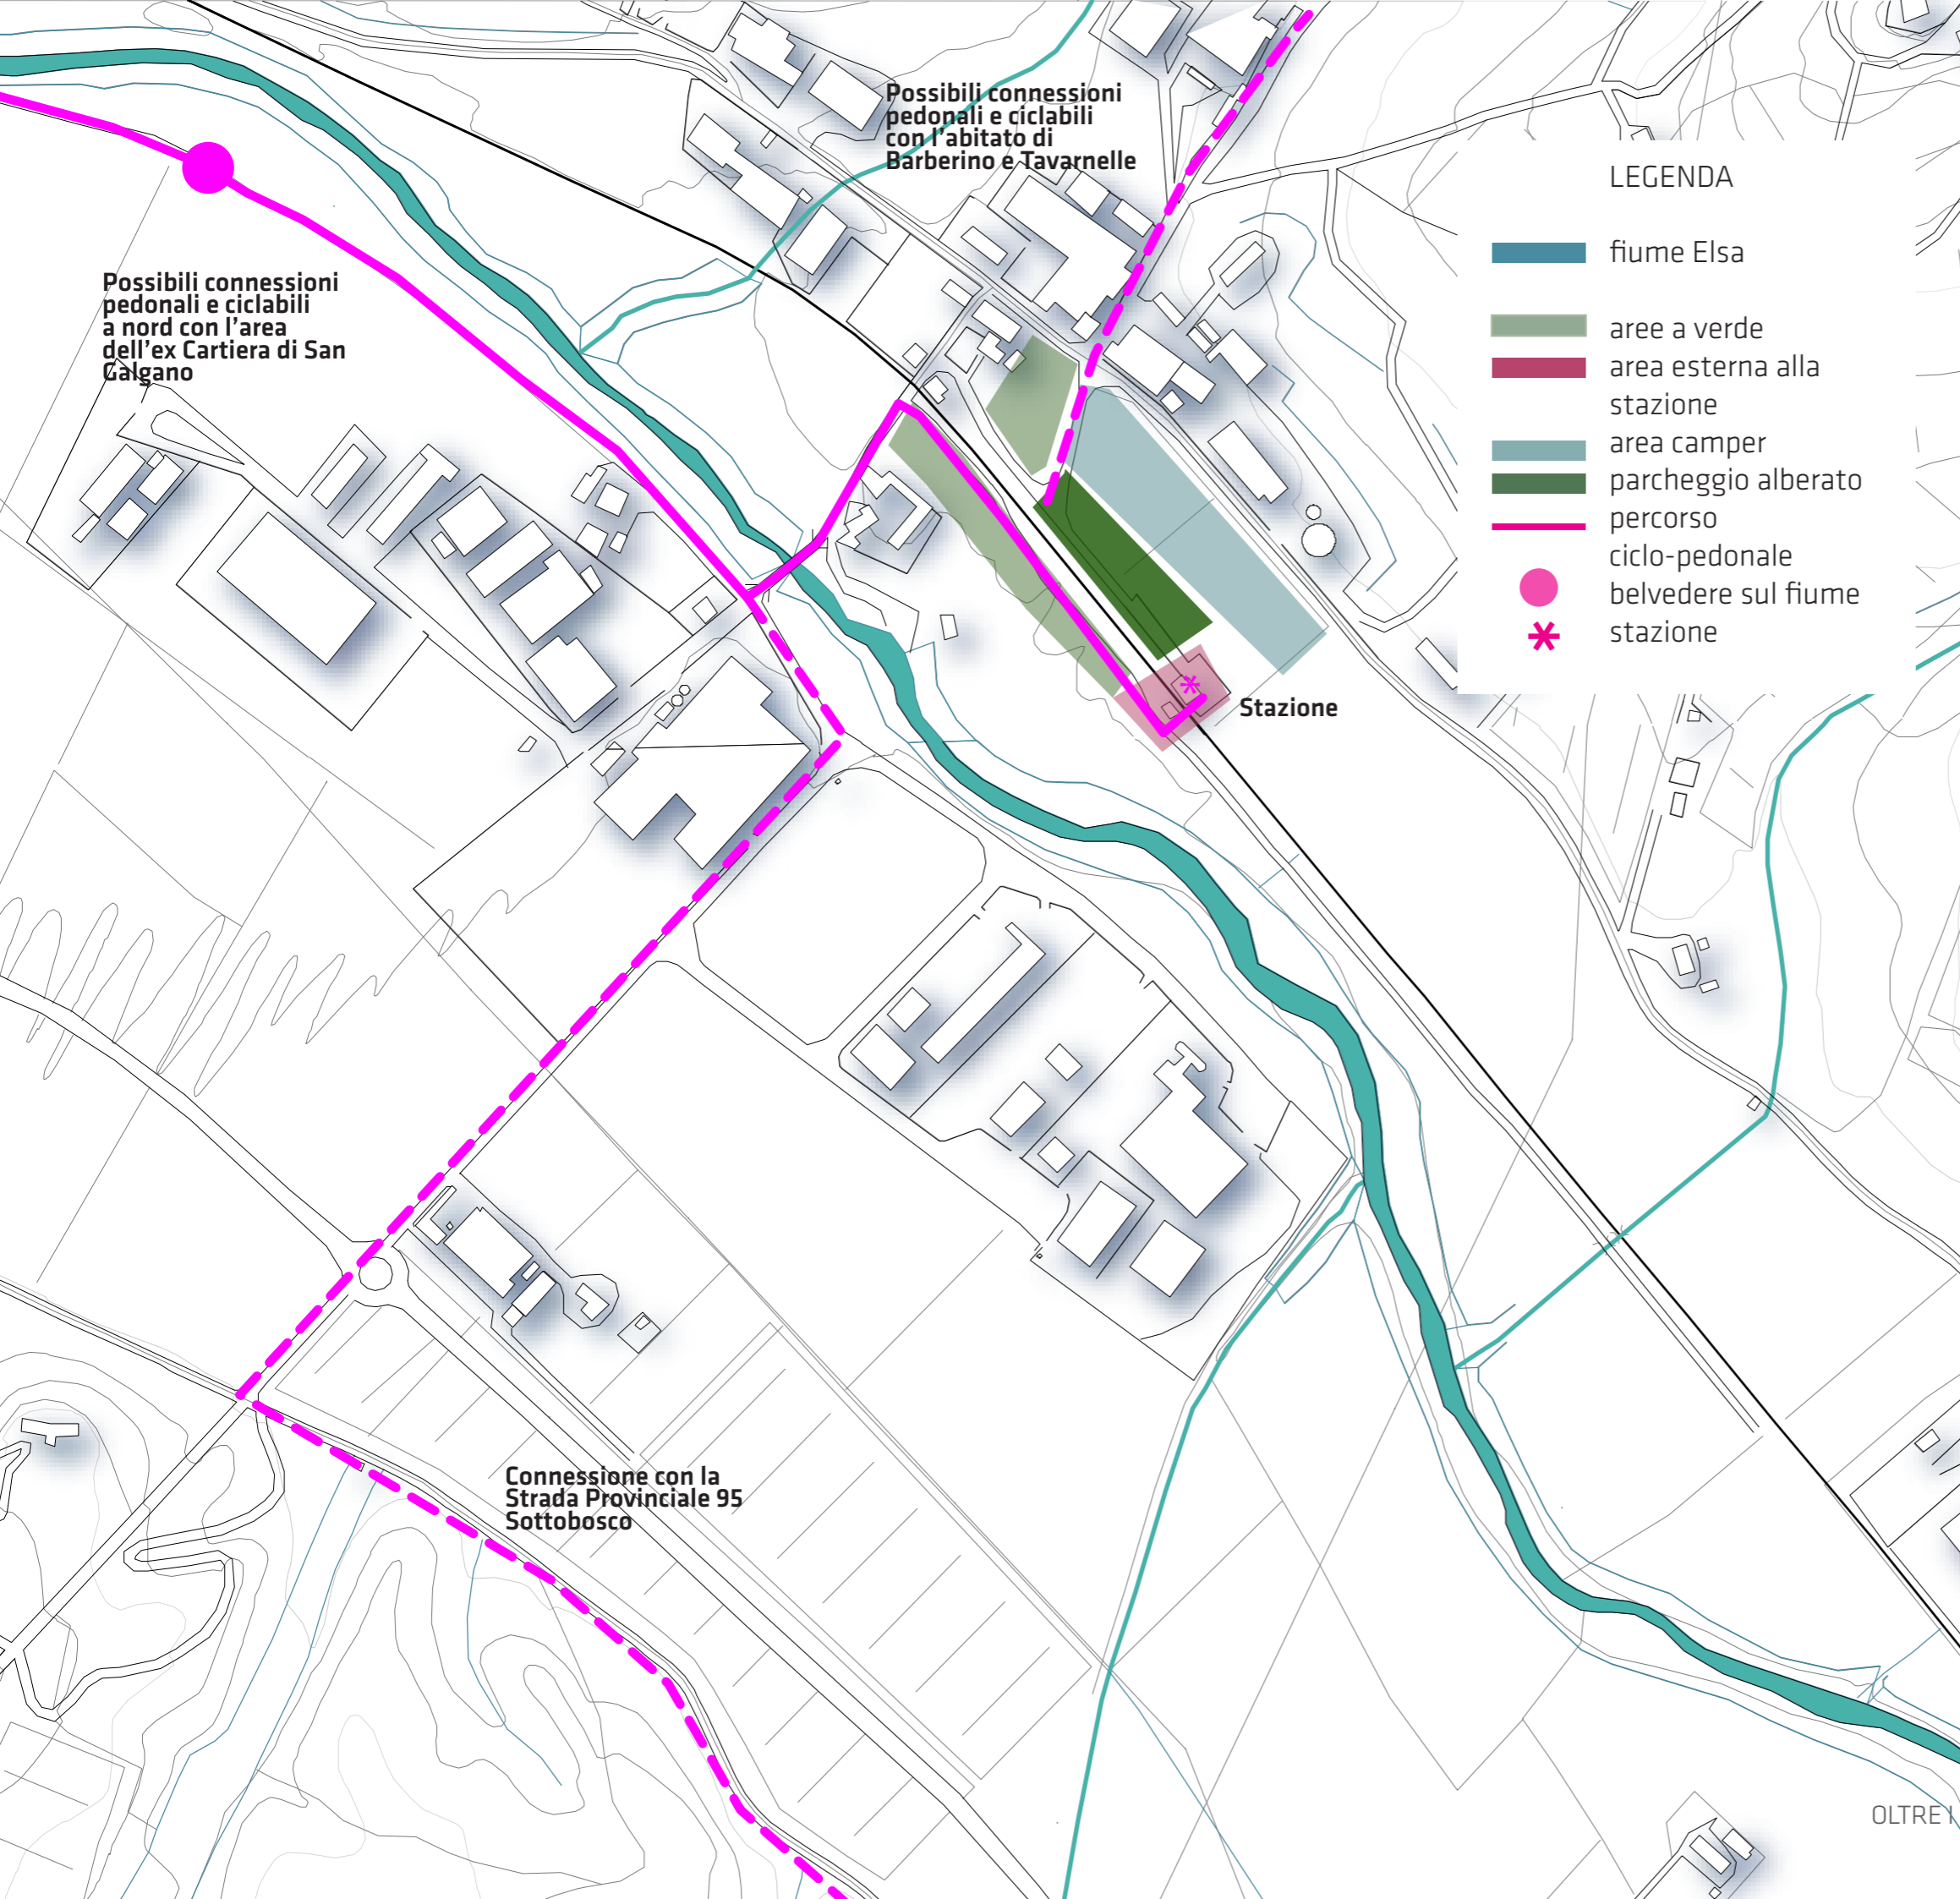 Possibili connessioni
pedonali e ciclabili
con l'abitato di
Barberino e Tavarnelle
LEGENDA
fiume Elsa
aree a verde
area esterna alla
stazione
area camper
parcheggio alberato
percorso
ciclo-pedonale
belvedere sul fiume
stazione
Possibili connessioni
pedonali e ciclabili
a nord con l'area
dell'ex Cartiera di San
Galgano
Stazione
Connessione con la
Strada Provinciale 95
Sottobosco
OLTRE I